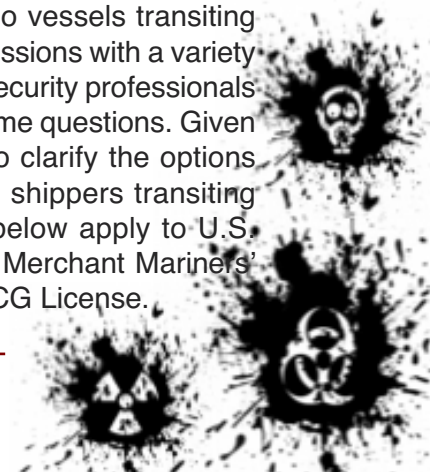 o vessels transiting
ssions with a variety
ecurity professionals
me questions. Given
o clarify the options
shippers transiting
below apply to U.S.
Merchant Mariners'
CG License.